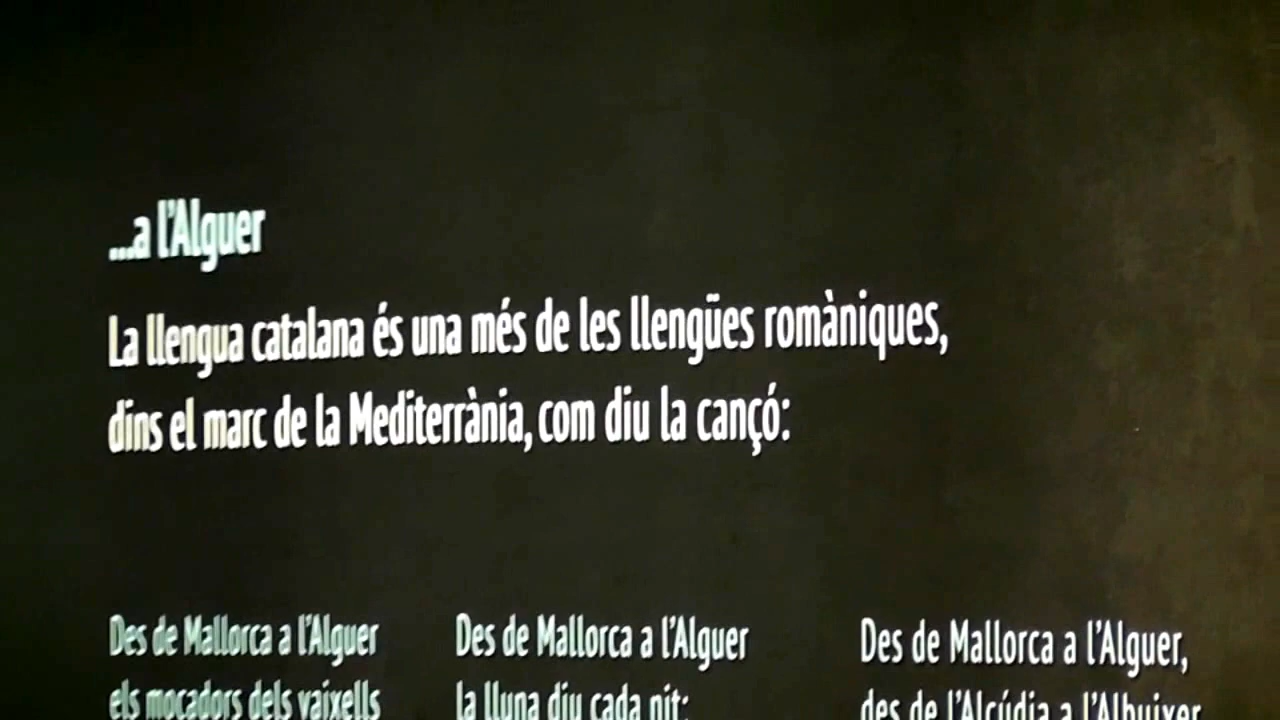 ...a l'Alguer
La llengua catalana és una més de les llengües romàniques,
dins el marc de la Mediterrània, com diu la cançó:
Des de Mallorca a l'Alguer
els mocadors dels vaixells
Des de Mallorca a l'Alguer
la lluna diu cada nit:
Des de Mallorca a l'Alguer,
des de l'Alcúdia a l'Albuixer